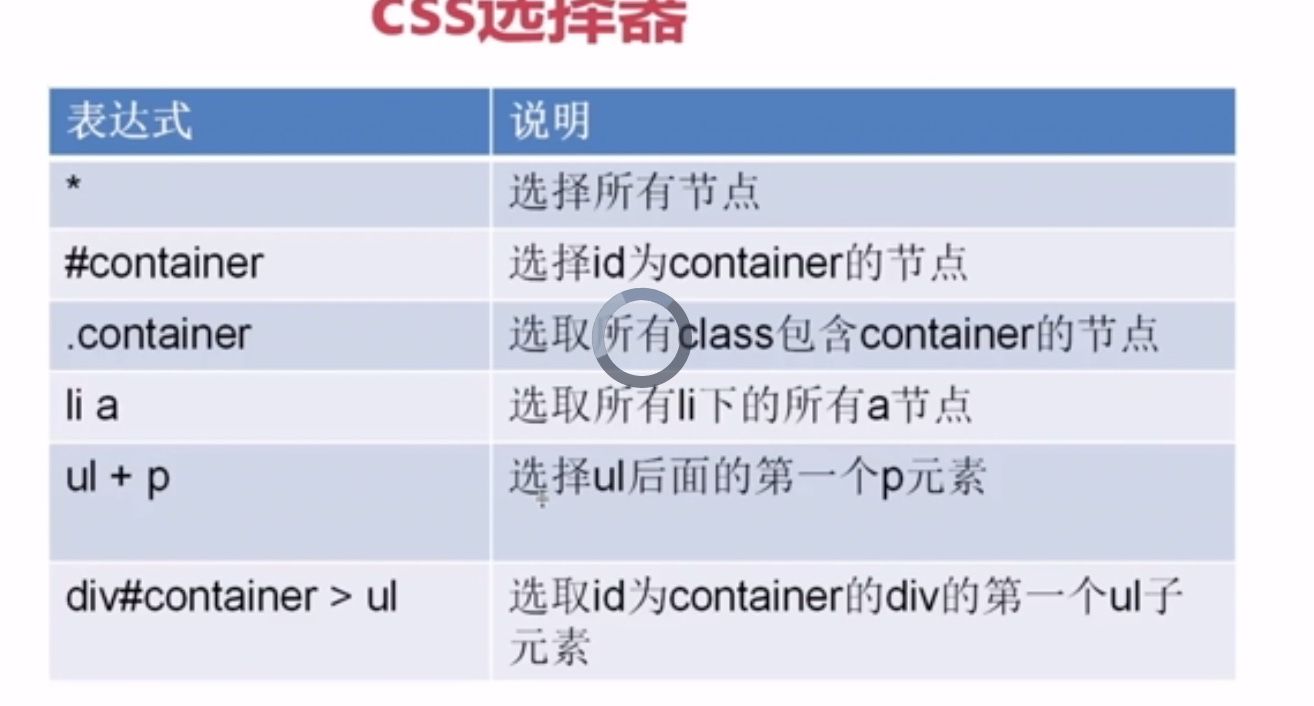 css选择器
表达式 说明
* 选择所有节点
#container 选择id为container的节点
.container 选取所有class包含container的节点
li a 选取所有li下的所有a节点
ul + p 选择ul后面的第一个p元素
div#container > ul 选取id为container的div的第一个ul子
元素